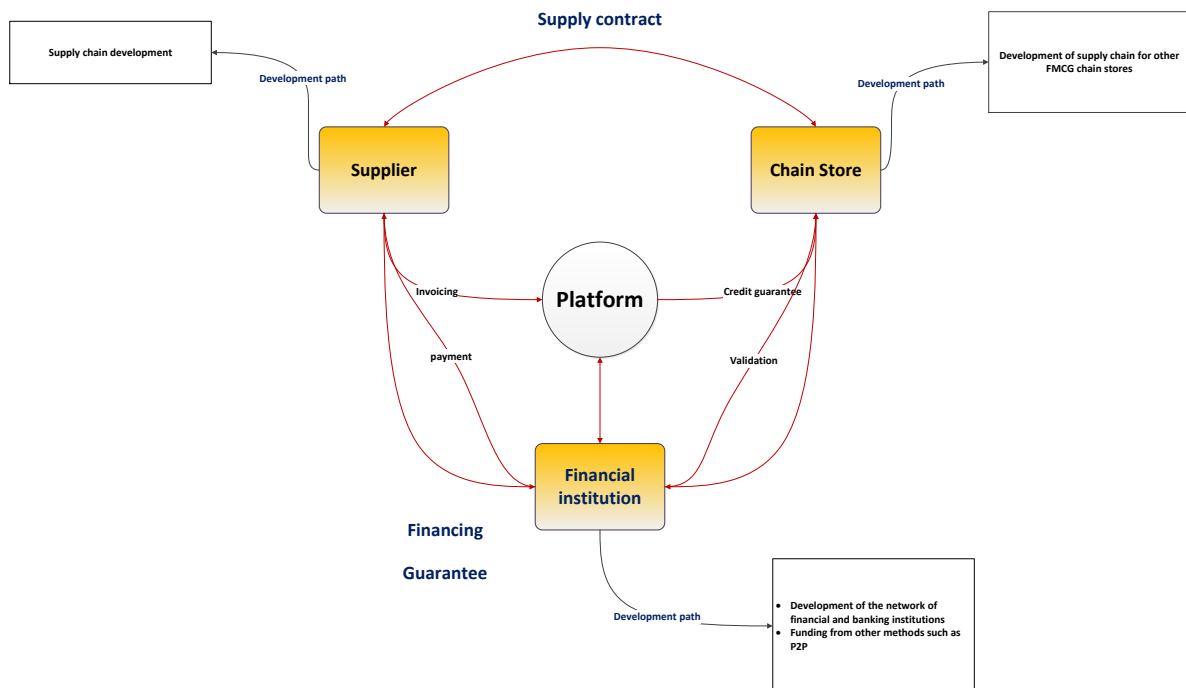 Supply contract
Supply chain development
Development path
Development of supply chain for other
FMCG chain stores
Development path
Supplier
Chain Store
Platform
Invoicing
Credit guarantee
payment
Validation
Financial
institution
Financing
Guarantee
Development path
• Development of the network of
financial and banking institutions
• Funding from other methods such as
P2P